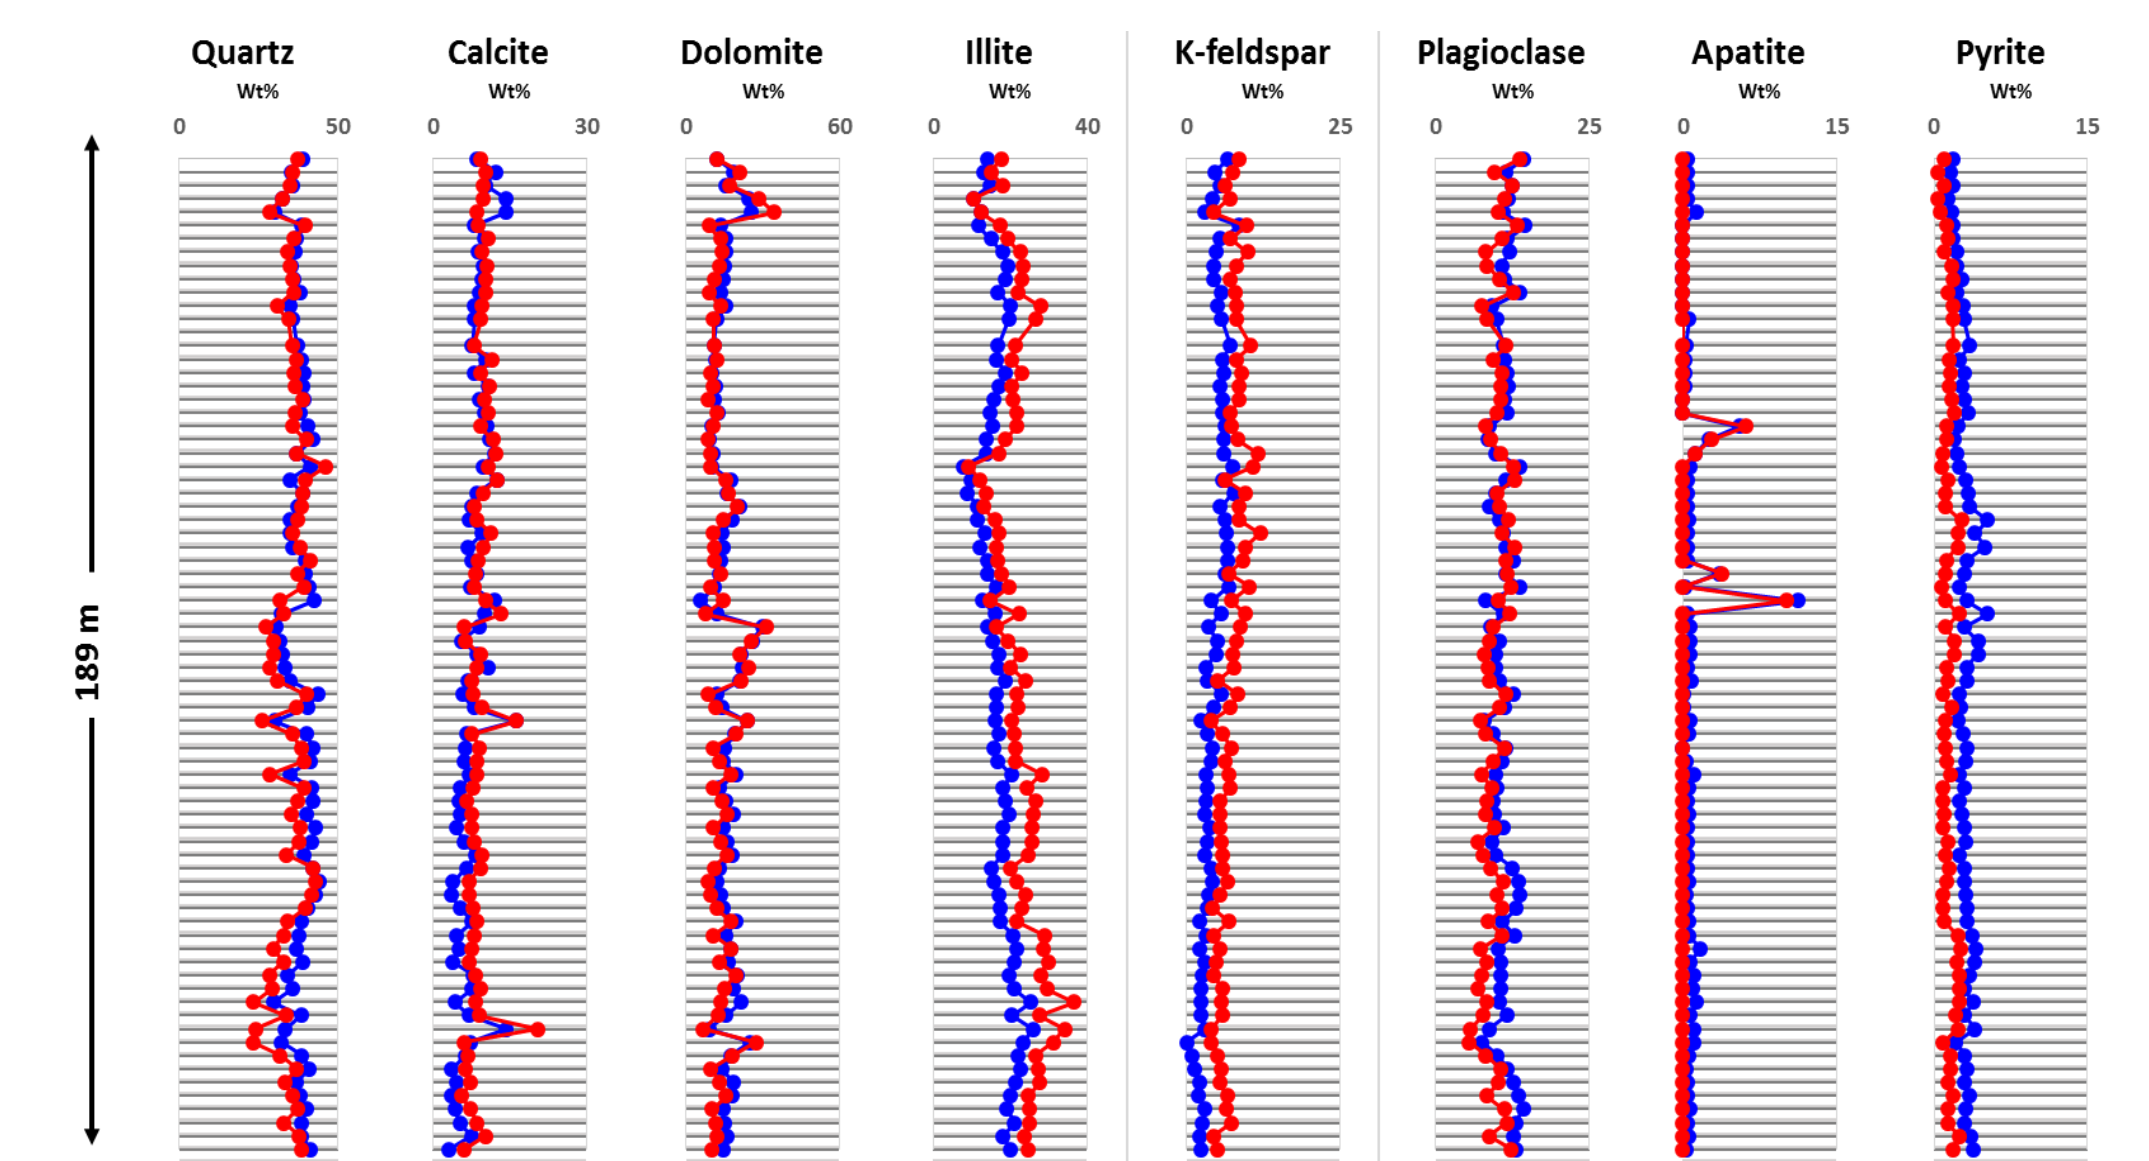 Quartz Calcite Dolomite Illite K-feldspar Plagioclase Apatite Pyrite
Wt% Wt% Wt% Wt% Wt% Wt% Wt% Wt%
0 50 0 30 0 60 0 40 0 25 0 25 0 15 0 15
189 m